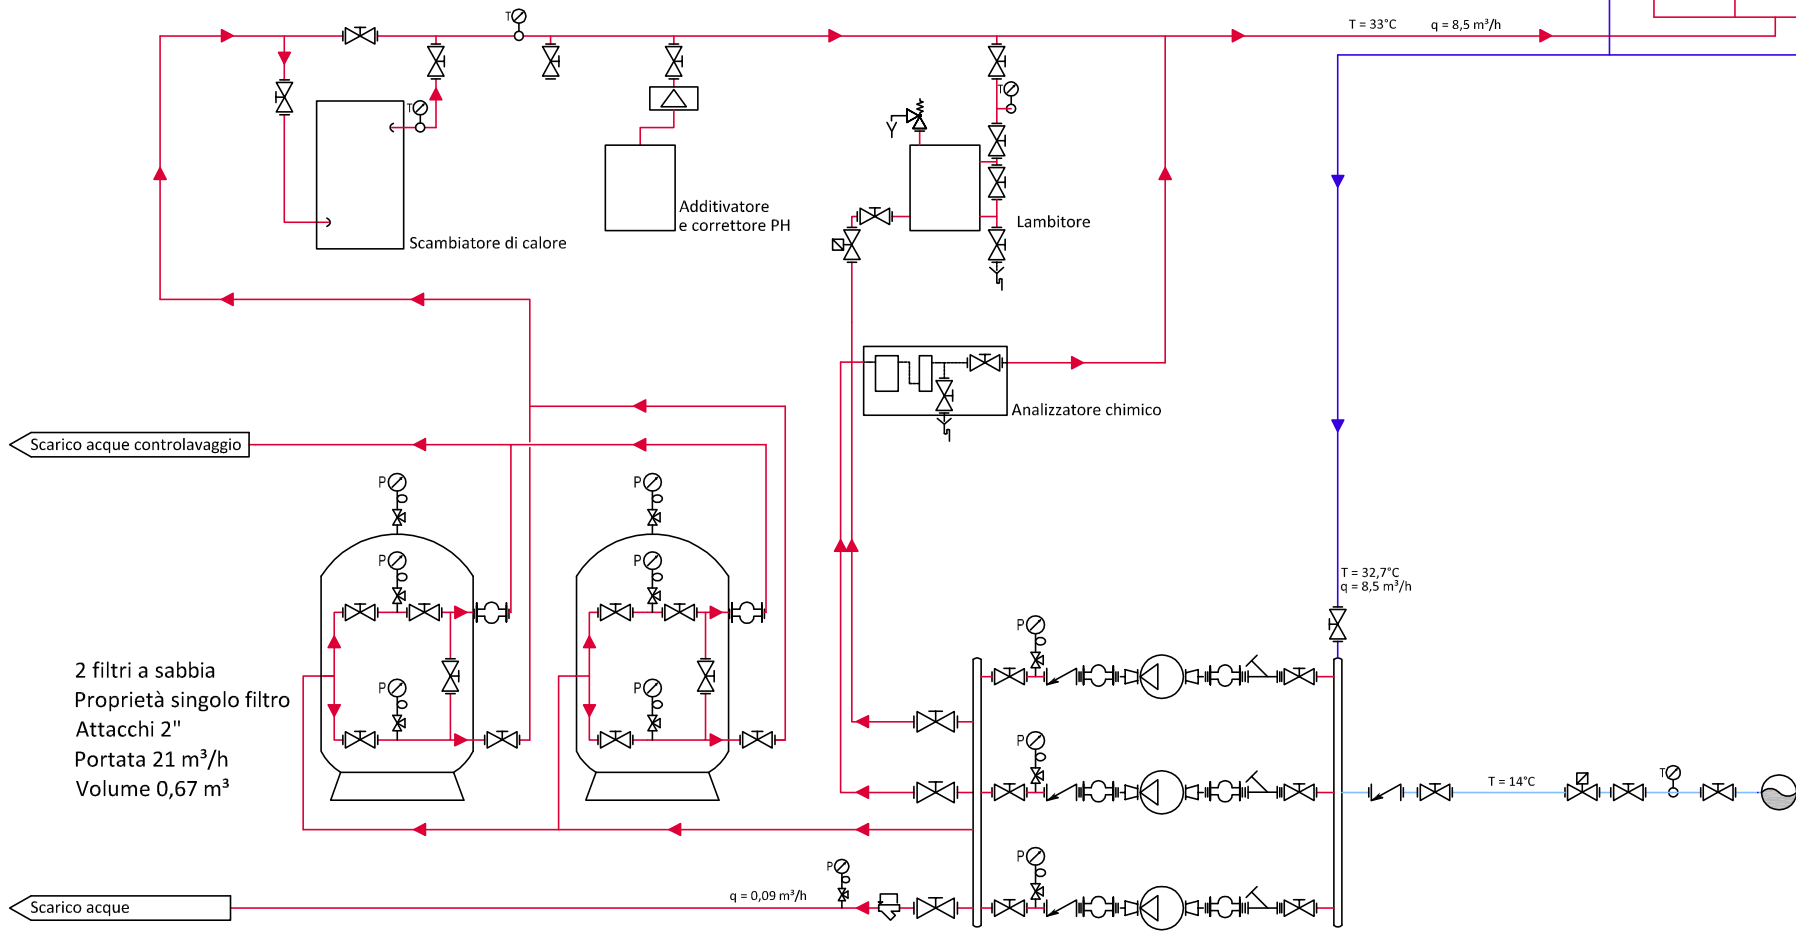 T
T = 33°C
q = 8,5 m³/h
T
T
Additivatore
e correttore PH
Lambitore
Scambiatore di calore
Analizzatore chimico
Scarico acque controlavaggio
P
P
P
P
T = 32,7°C
q = 8,5 m³/h
P
2 filtri a sabbia
Proprietà singolo filtro
Attacchi 2"
Portata 21 m³/h
Volume 0,67 m³
P
P
P
T = 14°C
T
P
P
q = 0,09 m³/h
Scarico acque